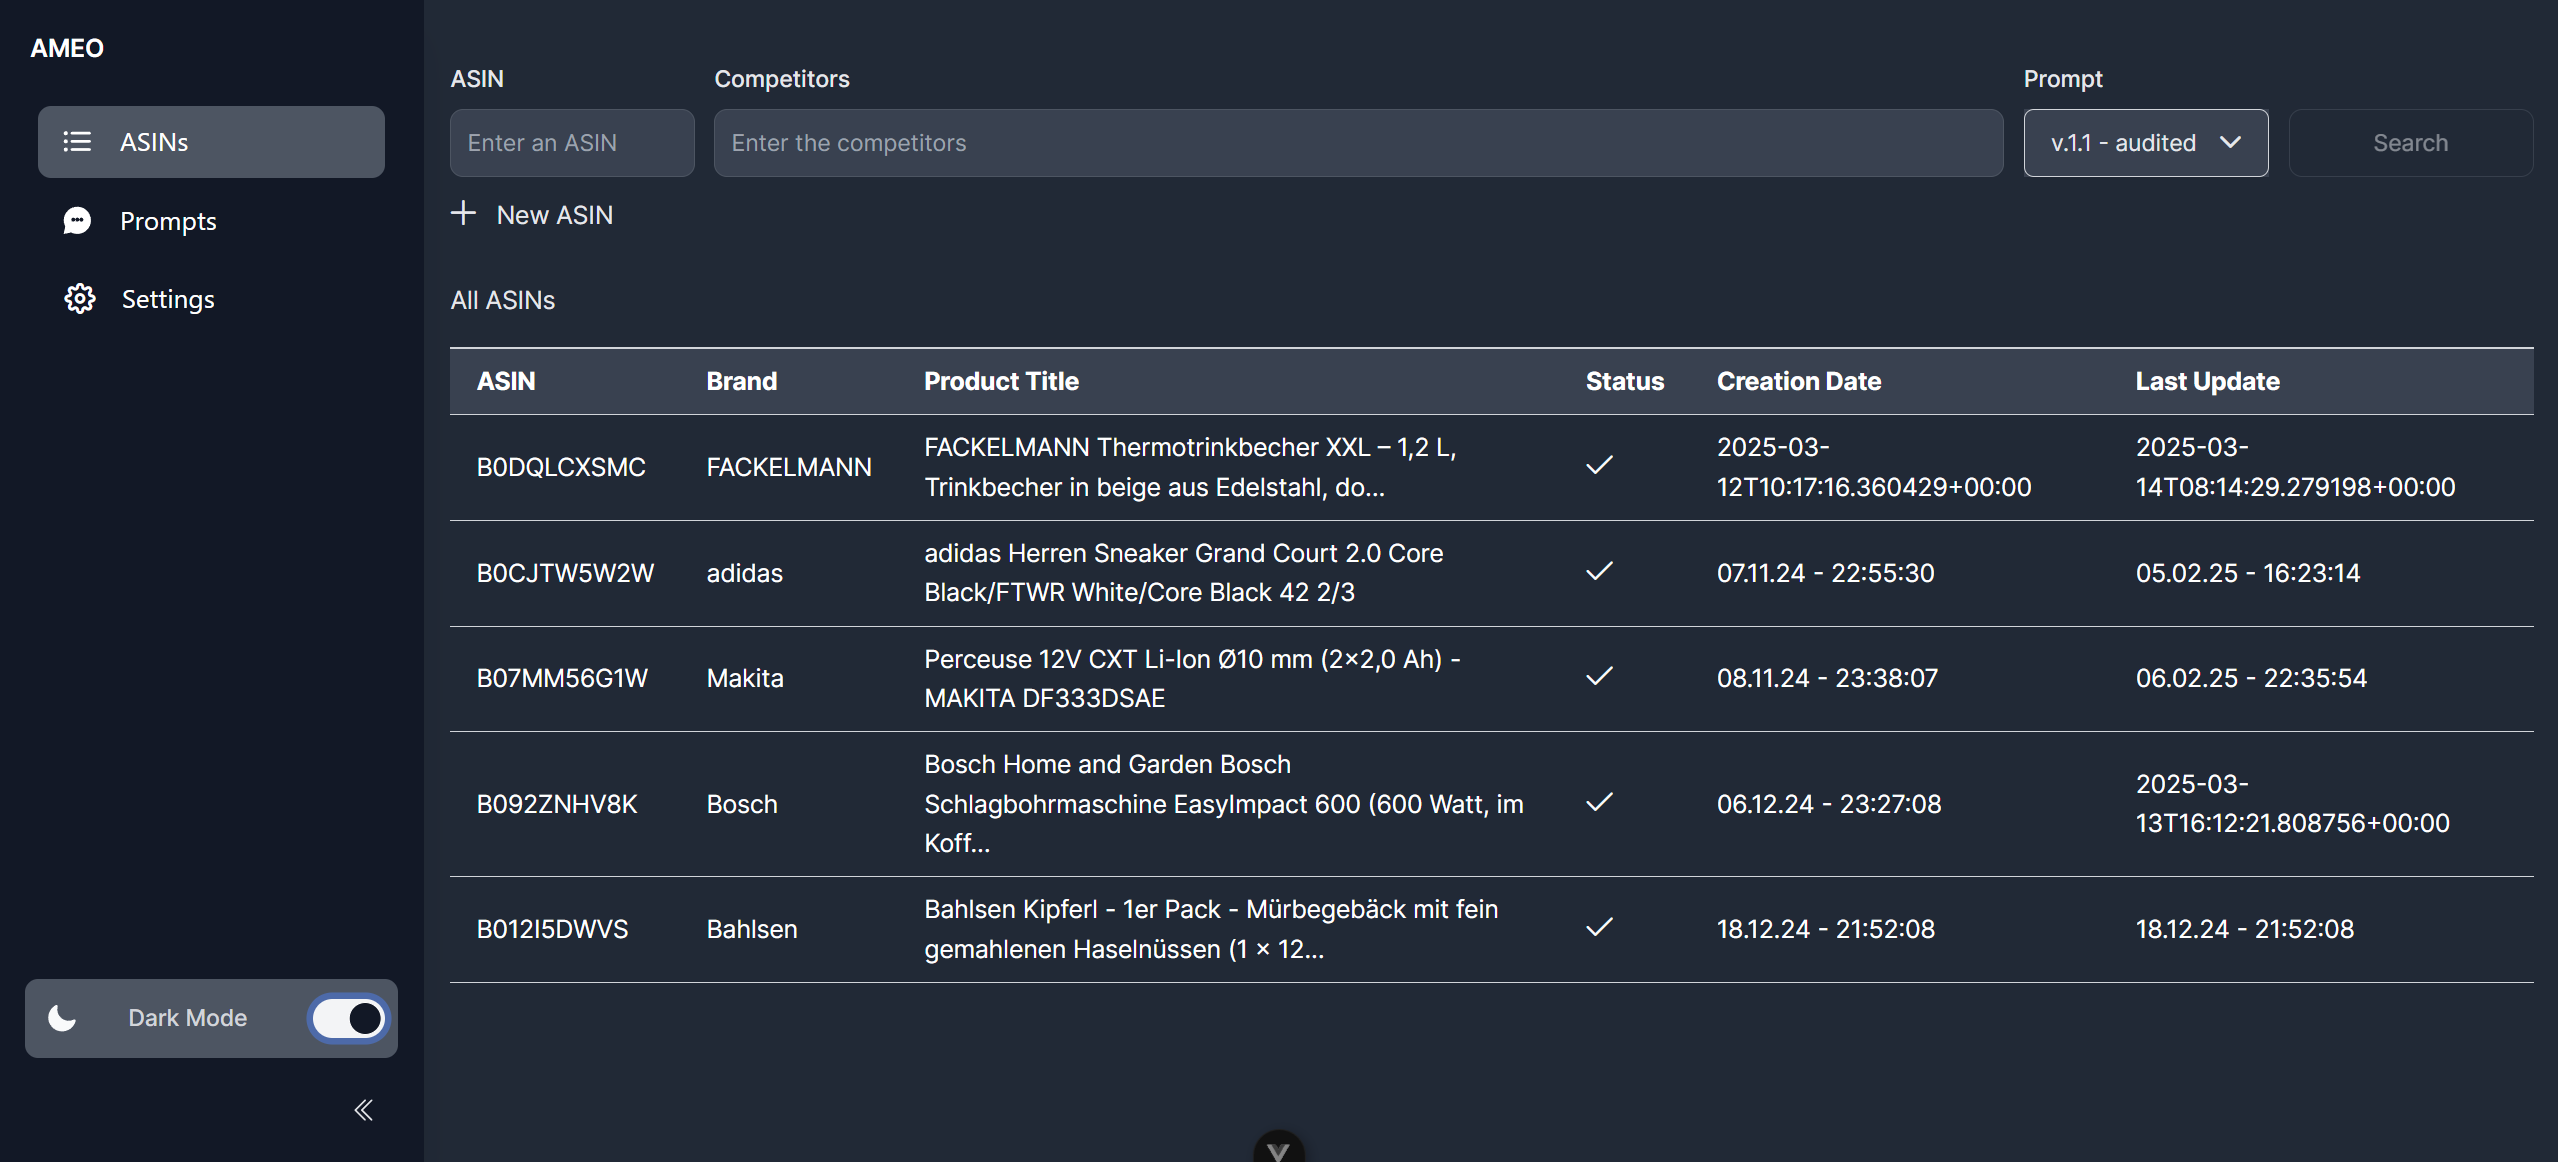 AMEO
ASINs
Prompts
Settings
Dark Mode
ASIN
Competitors
Prompt
Enter an ASIN
Enter the competitors
v.1.1 - audited
Search
New ASIN
All ASINs
ASIN
Brand
Product Title
Status
Creation Date
Last Update
B0DQLCXSMC
FACKELMANN
FACKELMANN Thermotrinkbecher XXL – 1,2 L,
Trinkbecher in beige aus Edelstahl, do...
2025-03-
12T10:17:16.360429+00:00
2025-03-
14T08:14:29.279198+00:00
B0CJTW5W2W
adidas
adidas Herren Sneaker Grand Court 2.0 Core
Black/FTWR White/Core Black 42 2/3
07.11.24 - 22:55:30
05.02.25 - 16:23:14
B07MM56G1W
Makita
Perceuse 12V CXT Li-Ion Ø10 mm (2x2,0 Ah) -
MAKITA DF333DSAE
08.11.24 - 23:38:07
06.02.25 - 22:35:54
B092ZNHV8K
Bosch
Bosch Home and Garden Bosch
Schlagbohrmaschine EasyImpact 600 (600 Watt, im
Koff...
06.12.24 - 23:27:08
2025-03-
13T16:12:21.808756+00:00
B012I5DWVS
Bahlsen
Bahlsen Kipferl - 1er Pack - Mürbegebäck mit fein
gemahlenen Haselnüssen (1 x 12...
18.12.24 - 21:52:08
18.12.24 - 21:52:08